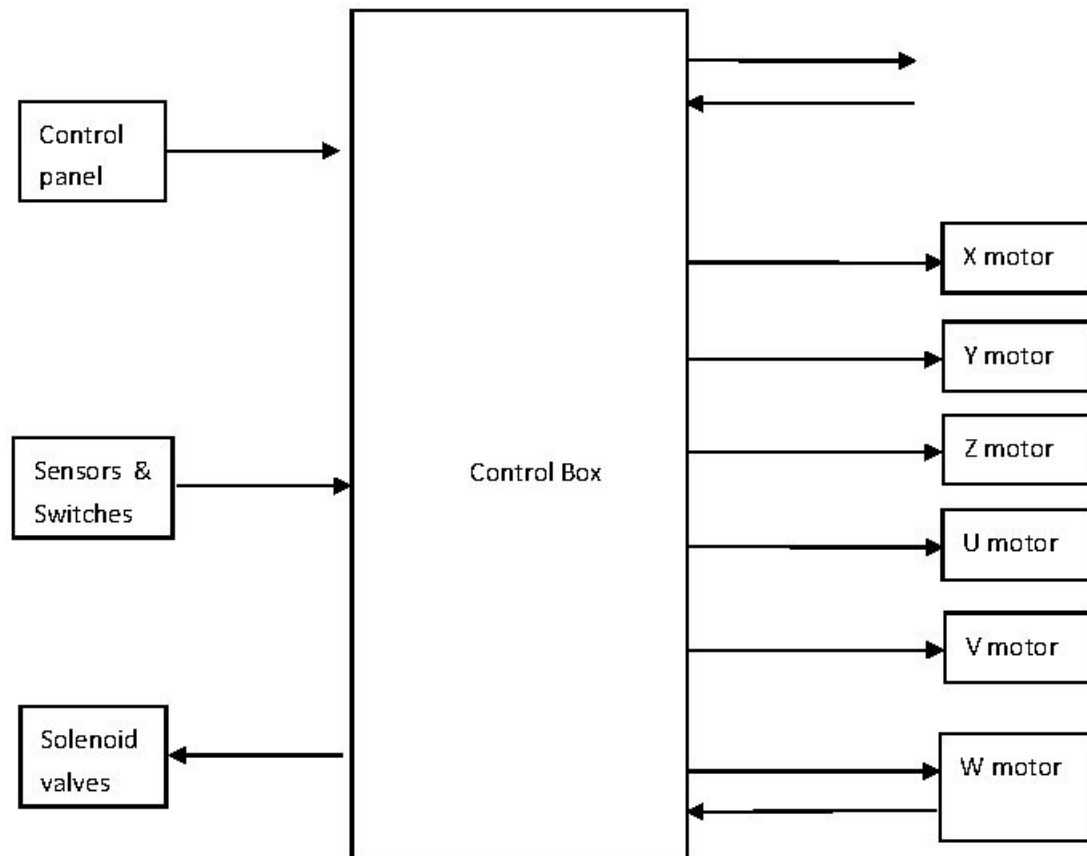 Control
panel
Sensors &
Switches
Solenoid
valves
Control Box
X motor
Y motor
Z motor
U motor
V motor
W motor